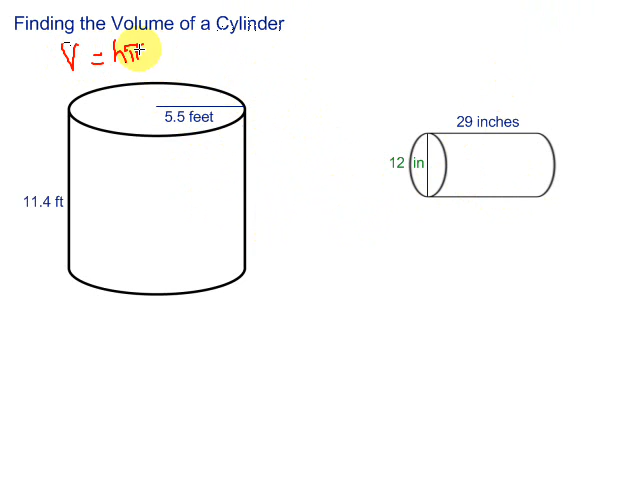 Finding the Volume of a Cylinder
V = hπ
5.5 feet
11.4 ft
29 inches
12 in